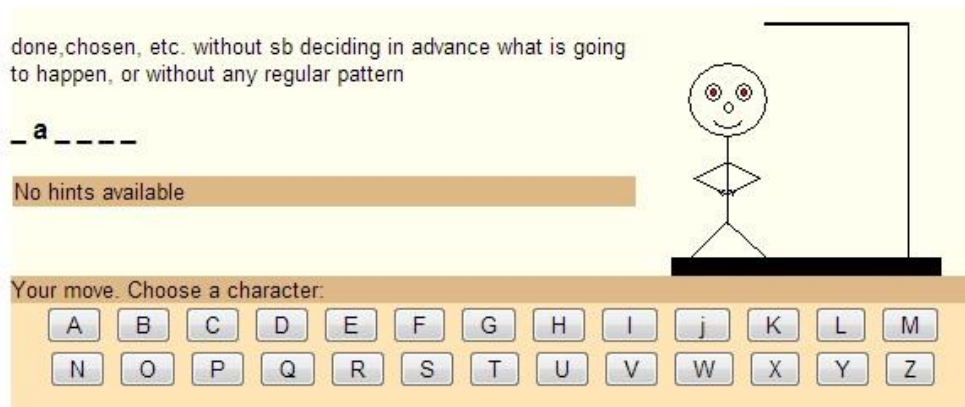 done,chosen, etc. without sb deciding in advance what is going
to happen, or without any regular pattern
_ a _ _ _ _
No hints available
Your move. Choose a character:
A B C D E F G H I j K L M
N O P Q R S T U V W X Y Z